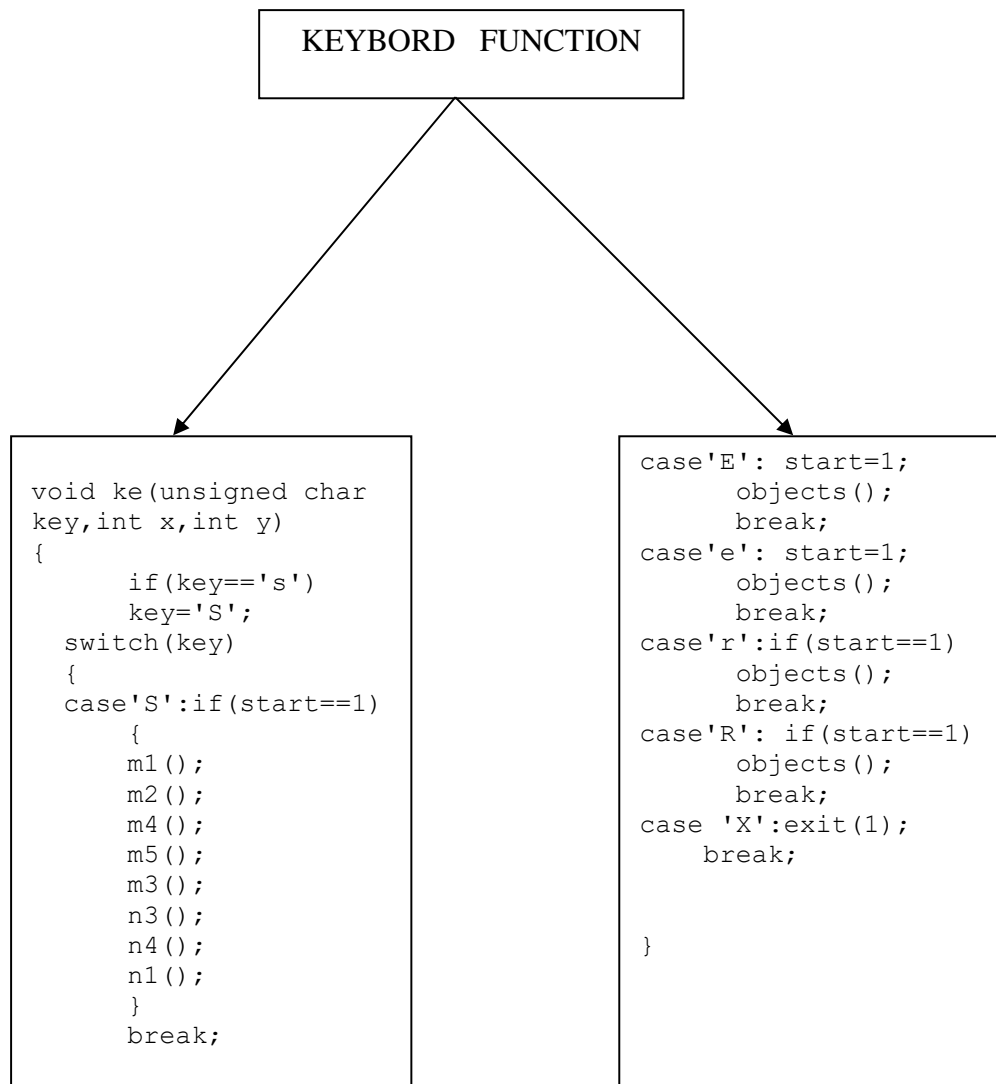 KEYBORD FUNCTION
void ke(unsigned char
key,int x,int y)
{
if(key=='s')
key='S';
switch(key)
{
case'S':if(start==1)
{
m1();
m2();
m4();
m5();
m3();
n3();
n4();
n1();
}
break;
case'E': start=1;
objects();
break;
case'e': start=1;
objects();
break;
case'r':if(start==1)
objects();
break;
case'R': if(start==1)
objects();
break;
case 'X':exit(1);
break;
}